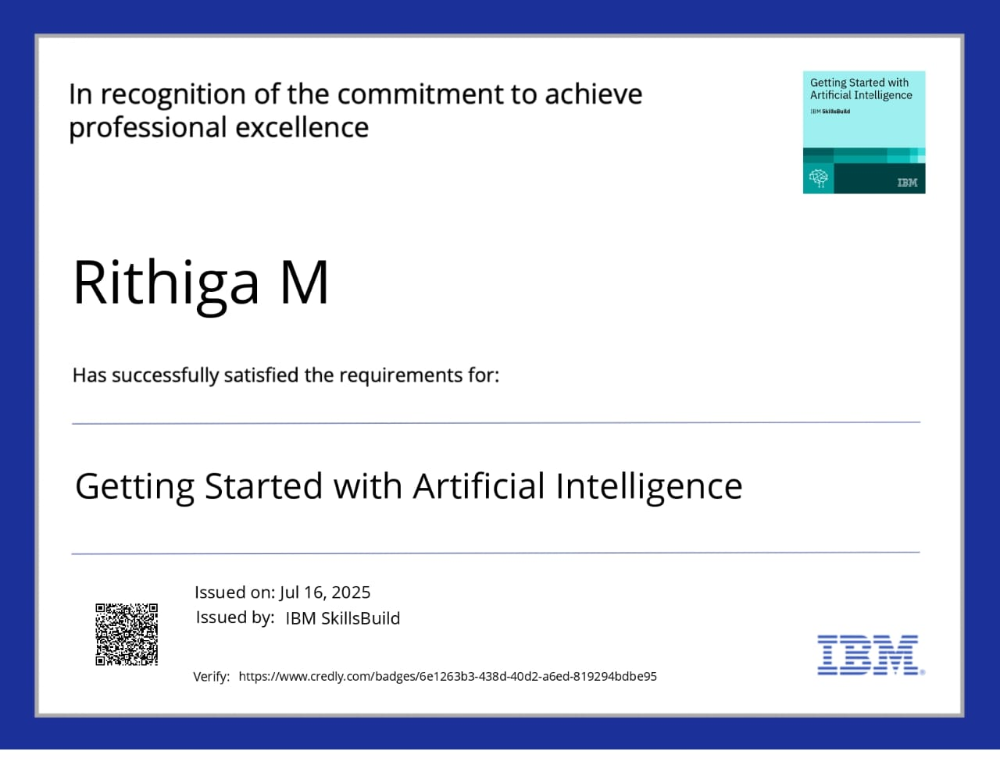 In recognition of the commitment to achieve
professional excellence
Getting Started with
Artificial Intelligence
IBM SkillsBuild
IBM
Rithiga M
Has successfully satisfied the requirements for:
Getting Started with Artificial Intelligence
Issued on: Jul 16, 2025
Issued by: IBM SkillsBuild
Verify: https://www.credly.com/badges/6e1263b3-438d-40d2-a6ed-819294bdbe95
IBM®